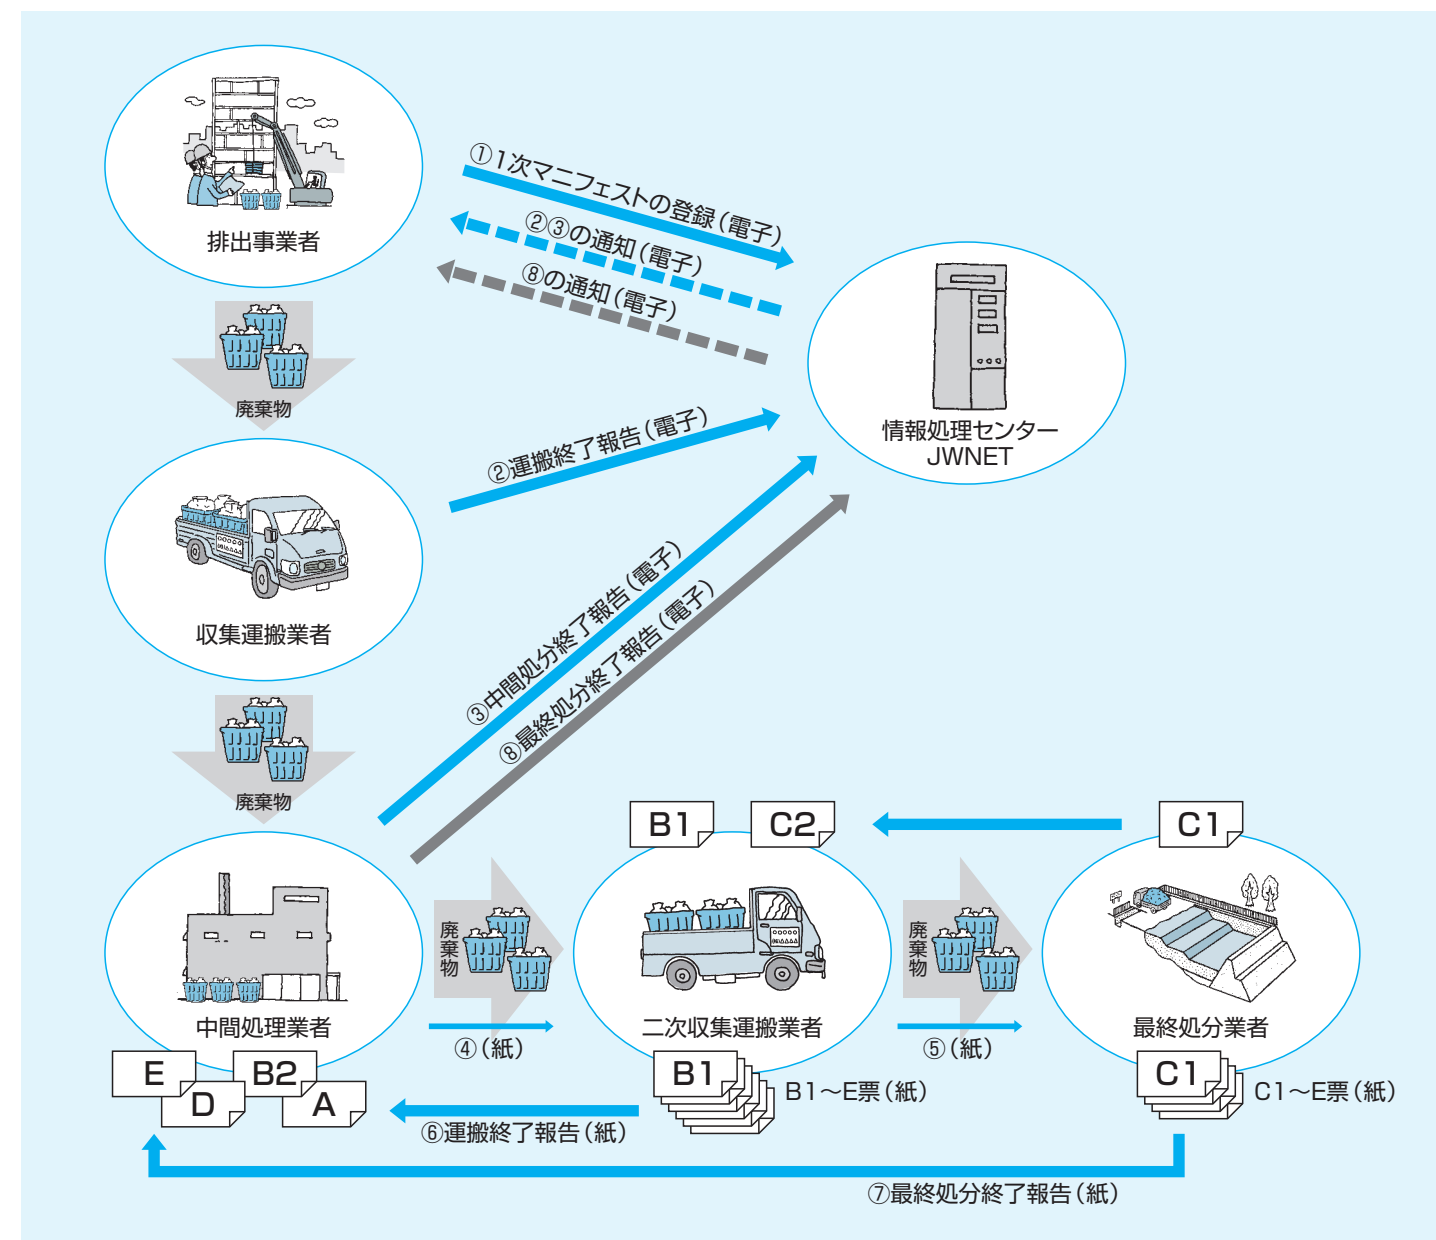 ①1次マニフェストの登録（電子）
②③の通知（電子）
⑧の通知（電子）
排出事業者
廃棄物
情報処理センター
JWNET
②運搬終了報告（電子）
収集運搬業者
③中間処分終了報告（電子）
⑧最終処分終了報告（電子）
廃棄物
B1
C2
C1
廃棄物
廃棄物
中間処理業者
二次収集運搬業者
最終処分業者
④（紙）
⑤（紙）
E
B2
D
A
B1
B1～E票（紙）
C1
C1～E票（紙）
⑥運搬終了報告（紙）
⑦最終処分終了報告（紙）